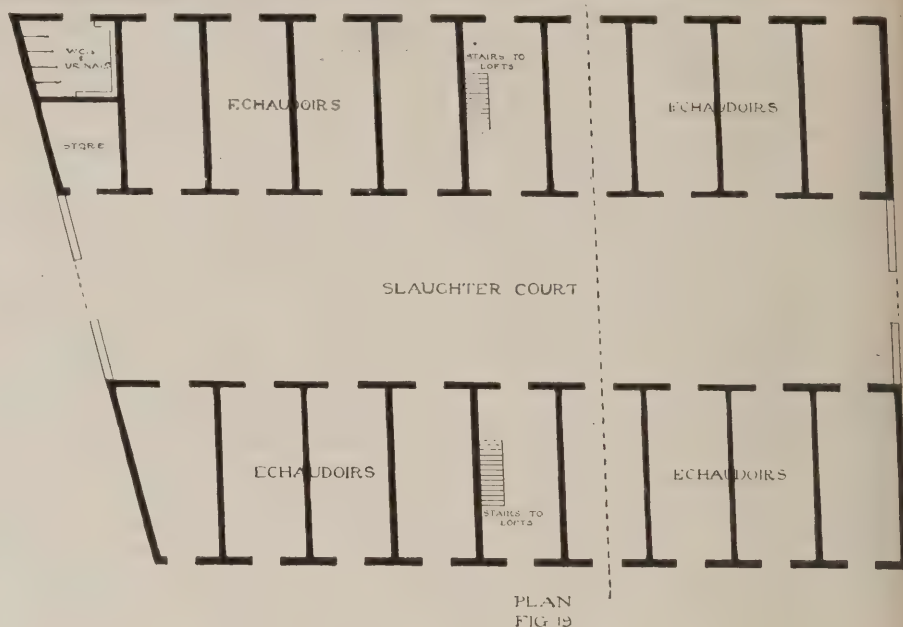 W.C.s
&
URINALS
STAIRS TO
LOFTS
ECHAUDOIRS
ECHAUDOIRS
STORE
SLAUGHTER COURT
ECHAUDOIRS
ECHAUDOIRS
STAIRS TO
LOFTS
PLAN
FIG 19